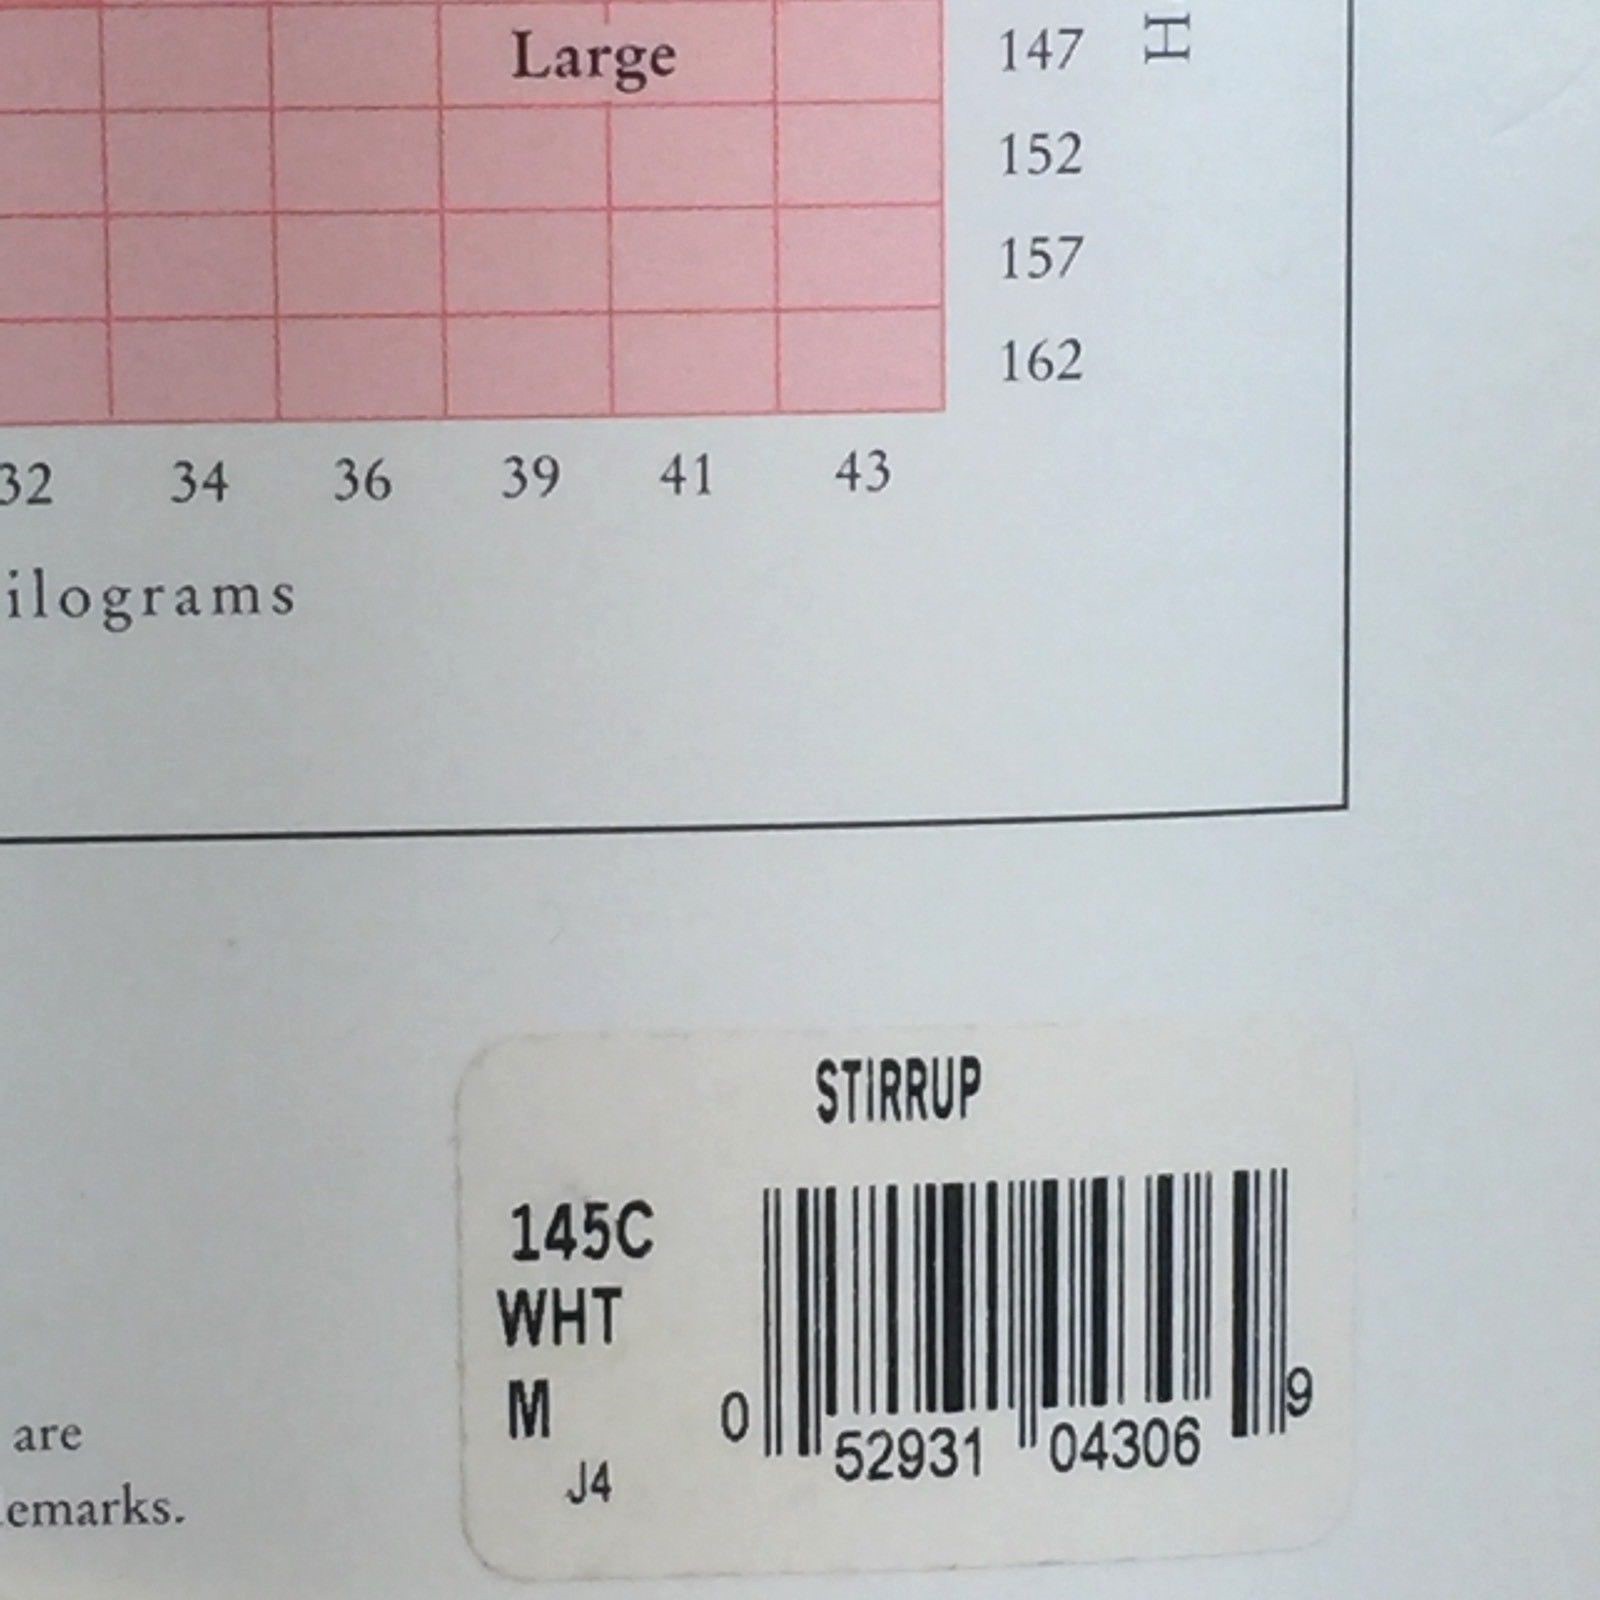 Large
147
H
152
157
162
32 34 36 39 41 43
ilograms
STIRRUP
145C
WHT
M
J4
0 52931 04306 9
are
emarks.